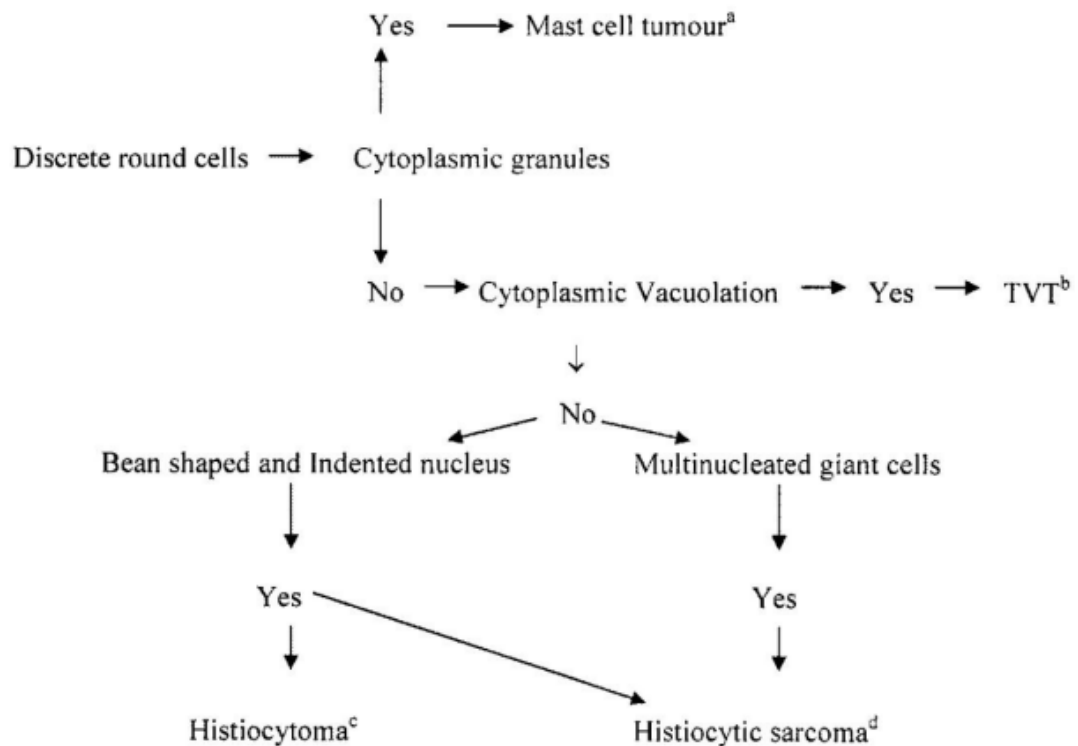 Yes → Mast cell tumour^a
Discrete round cells → Cytoplasmic granules
No → Cytoplasmic Vacuolation → Yes → TVT^b
↓
No
Bean shaped and Indented nucleus Multinucleated giant cells
Yes Yes
Histiocytoma^c Histiocytic sarcoma^d